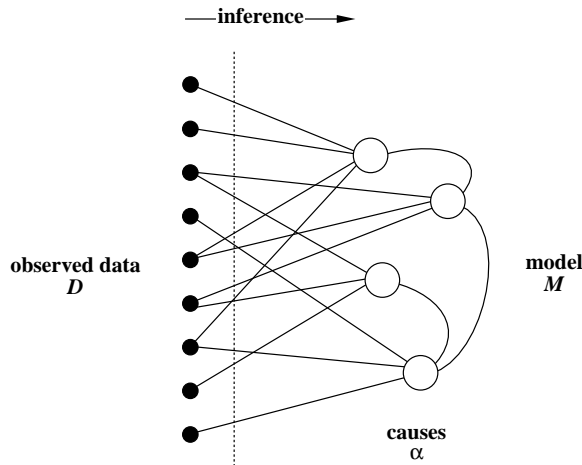 inference
observed data
D
model
M
causes
α